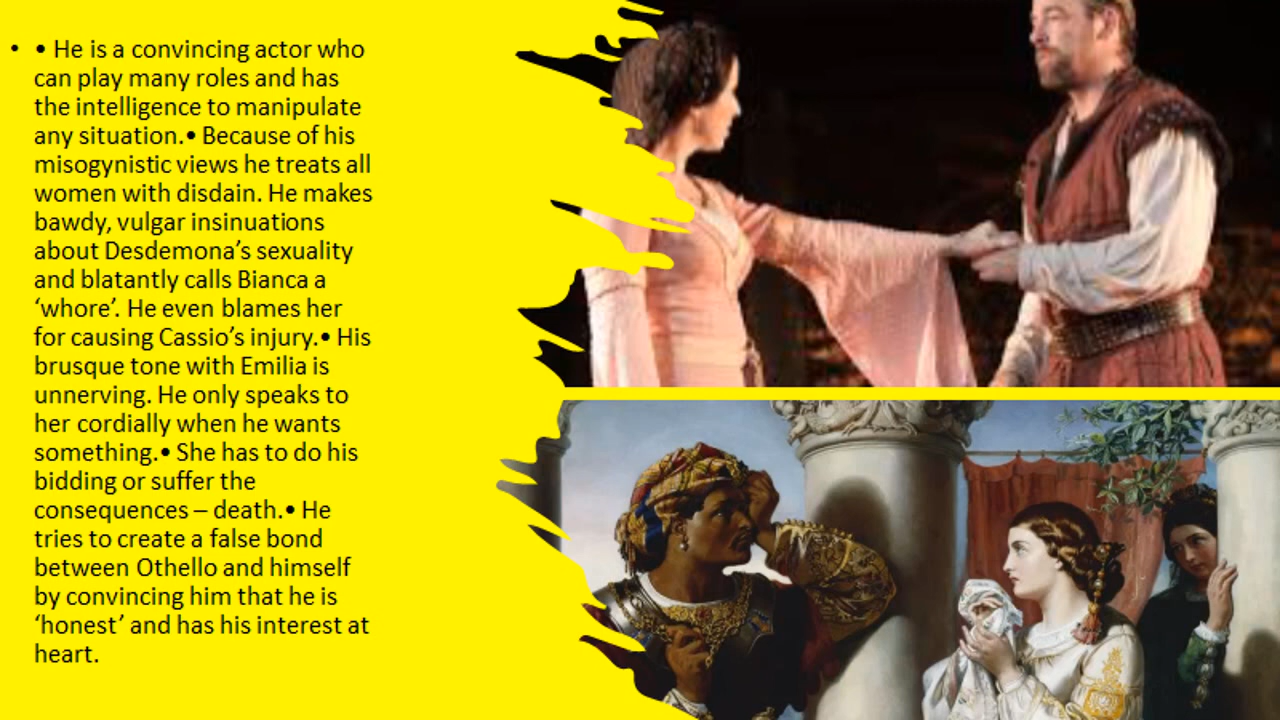 • • He is a convincing actor who
can play many roles and has
the intelligence to manipulate
any situation.• Because of his
misogynistic views he treats all
women with disdain. He makes
bawdy, vulgar insinuations
about Desdemona’s sexuality
and blatantly calls Bianca a
‘whore’. He even blames her
for causing Cassio’s injury.• His
brusque tone with Emilia is
unnerving. He only speaks to
her cordially when he wants
something.• She has to do his
bidding or suffer the
consequences – death.• He
tries to create a false bond
between Othello and himself
by convincing him that he is
‘honest’ and has his interest at
heart.